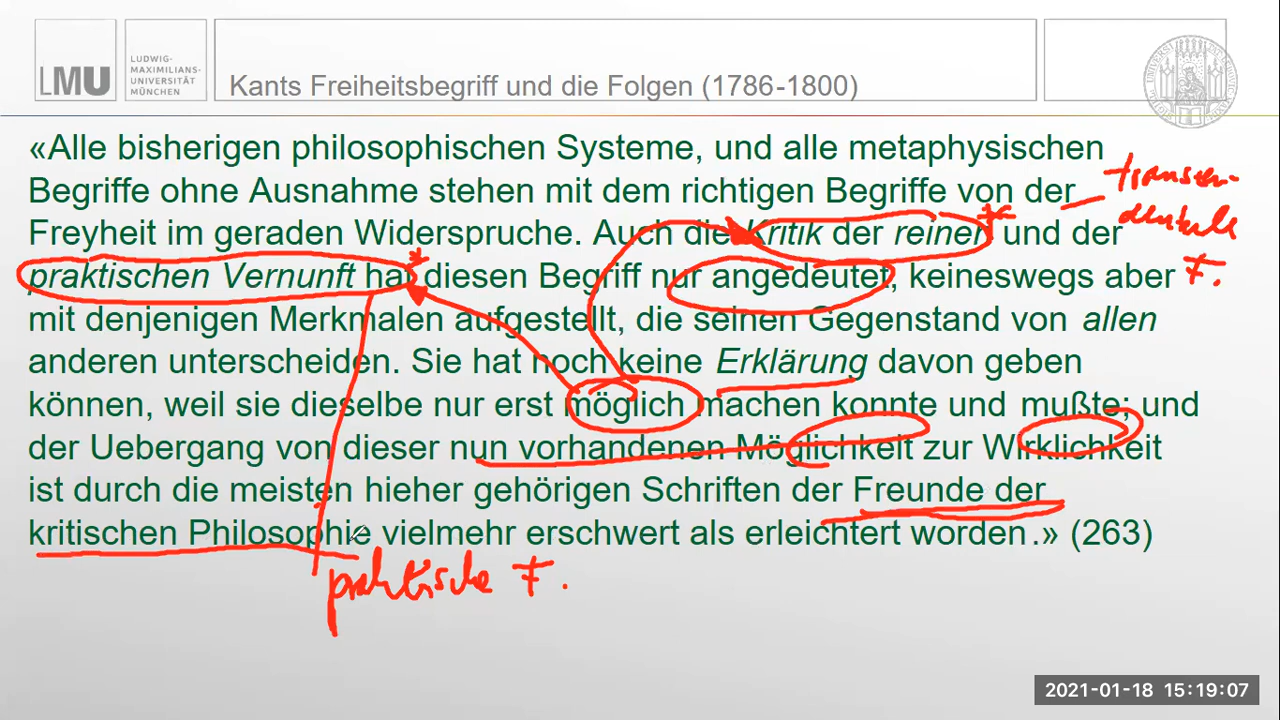 LMU
LUDWIG-
MAXIMILIANS-
UNIVERSITÄT
MÜNCHEN
Kants Freiheitsbegriff und die Folgen (1786-1800)
«Alle bisherigen philosophischen Systeme, und alle metaphysischen
Begriffe ohne Ausnahme stehen mit dem richtigen Begriffe von der
transzen-
dentale
F.
Freyheit im geraden Widerspruche. Auch die Kritik der reinen und der
praktischen Vernunft hat diesen Begriff nur angedeutet, keineswegs aber
mit denjenigen Merkmalen aufgestellt, die seinen Gegenstand von allen
anderen unterscheiden. Sie hat noch keine Erklärung davon geben
können, weil sie dieselbe nur erst möglich machen konnte und mußte; und
der Uebergang von dieser nun vorhandenen Möglichkeit zur Wirklichkeit
ist durch die meisten hieher gehörigen Schriften der Freunde der
kritischen Philosophie vielmehr erschwert als erleichtert worden.» (263)
praktische F.
2021-01-18 15:19:07